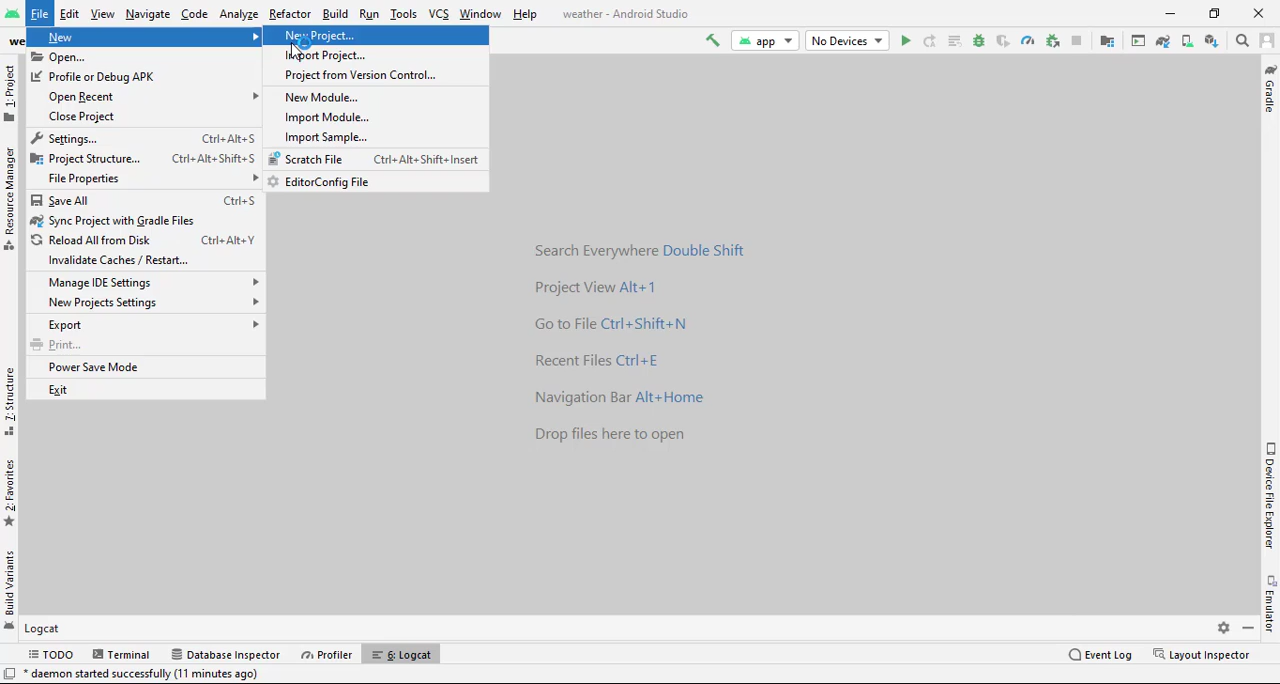 File Edit View Navigate Code Analyze Refactor Build Run Tools VCS Window Help weather - Android Studio
we
app No Devices
New
Open...
Profile or Debug APK
Open Recent
Close Project
Settings... Ctrl+Alt+S
Project Structure... Ctrl+Alt+Shift+S
File Properties
Save All Ctrl+S
Sync Project with Gradle Files
Reload All from Disk Ctrl+Alt+Y
Invalidate Caches / Restart...
Manage IDE Settings
New Projects Settings
Export
Print...
Power Save Mode
Exit
New Project...
Import Project...
Project from Version Control...
New Module...
Import Module...
Import Sample...
Scratch File Ctrl+Alt+Shift+Insert
EditorConfig File
1: Project
Resource Manager
7: Structure
2: Favorites
Build Variants
Search Everywhere Double Shift
Project View Alt+1
Go to File Ctrl+Shift+N
Recent Files Ctrl+E
Navigation Bar Alt+Home
Drop files here to open
Gradle
Device File Explorer
Emulator
Logcat
TODO Terminal Database Inspector Profiler 6: Logcat Event Log Layout Inspector
* daemon started successfully (11 minutes ago)